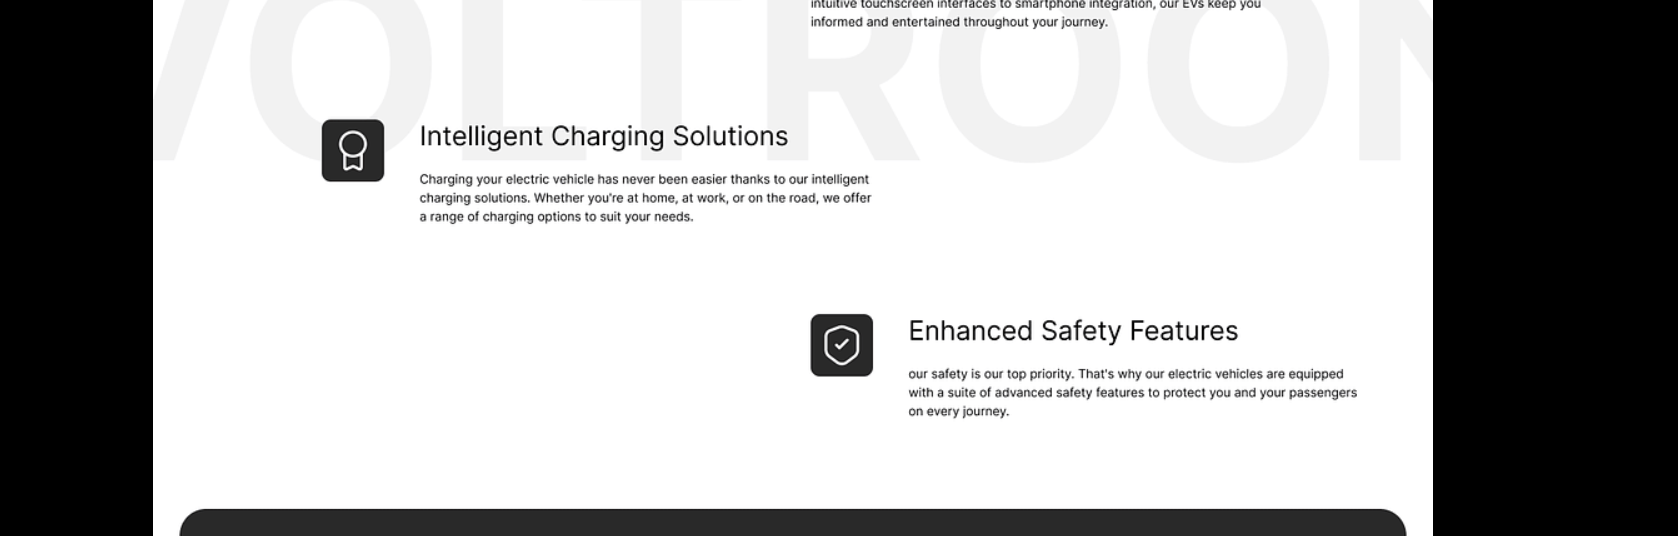 intuitive touchscreen interfaces to smartphone integration, our EVs keep you
informed and entertained throughout your journey.
VOLTROON
Intelligent Charging Solutions
Charging your electric vehicle has never been easier thanks to our intelligent
charging solutions. Whether you're at home, at work, or on the road, we offer
a range of charging options to suit your needs.
Enhanced Safety Features
our safety is our top priority. That's why our electric vehicles are equipped
with a suite of advanced safety features to protect you and your passengers
on every journey.